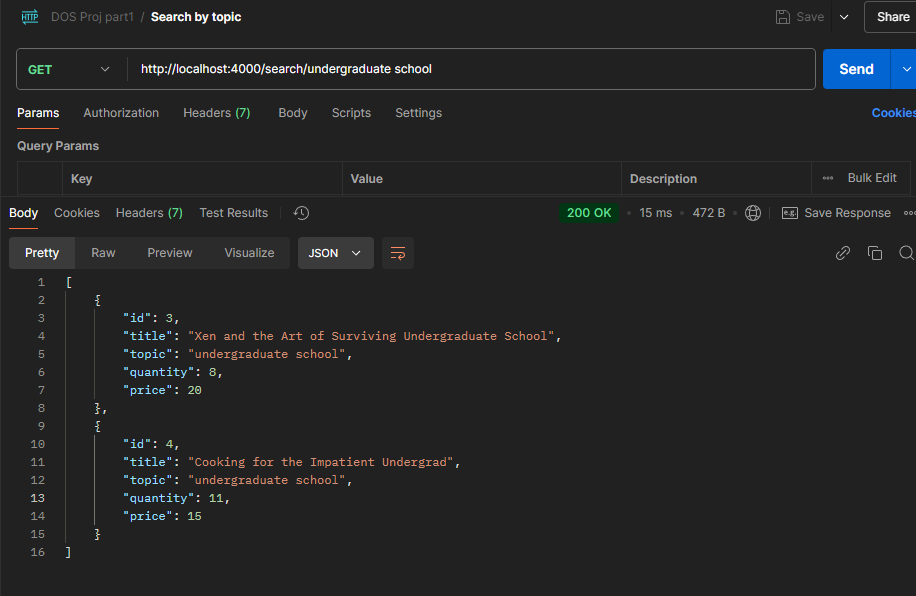 HTTP DOS Proj part1 / Search by topic Save Share
GET http://localhost:4000/search/undergraduate school Send
Params Authorization Headers (7) Body Scripts Settings Cookies
Query Params
Key Value Description Bulk Edit
Body Cookies Headers (7) Test Results 200 OK • 15 ms • 472 B • e.g. Save Response
Pretty Raw Preview Visualize JSON
1 [
2 {
3 "id": 3,
4 "title": "Xen and the Art of Surviving Undergraduate School",
5 "topic": "undergraduate school",
6 "quantity": 8,
7 "price": 20
8 },
9 {
10 "id": 4,
11 "title": "Cooking for the Impatient Undergrad",
12 "topic": "undergraduate school",
13 "quantity": 11,
14 "price": 15
15 }
16 ]